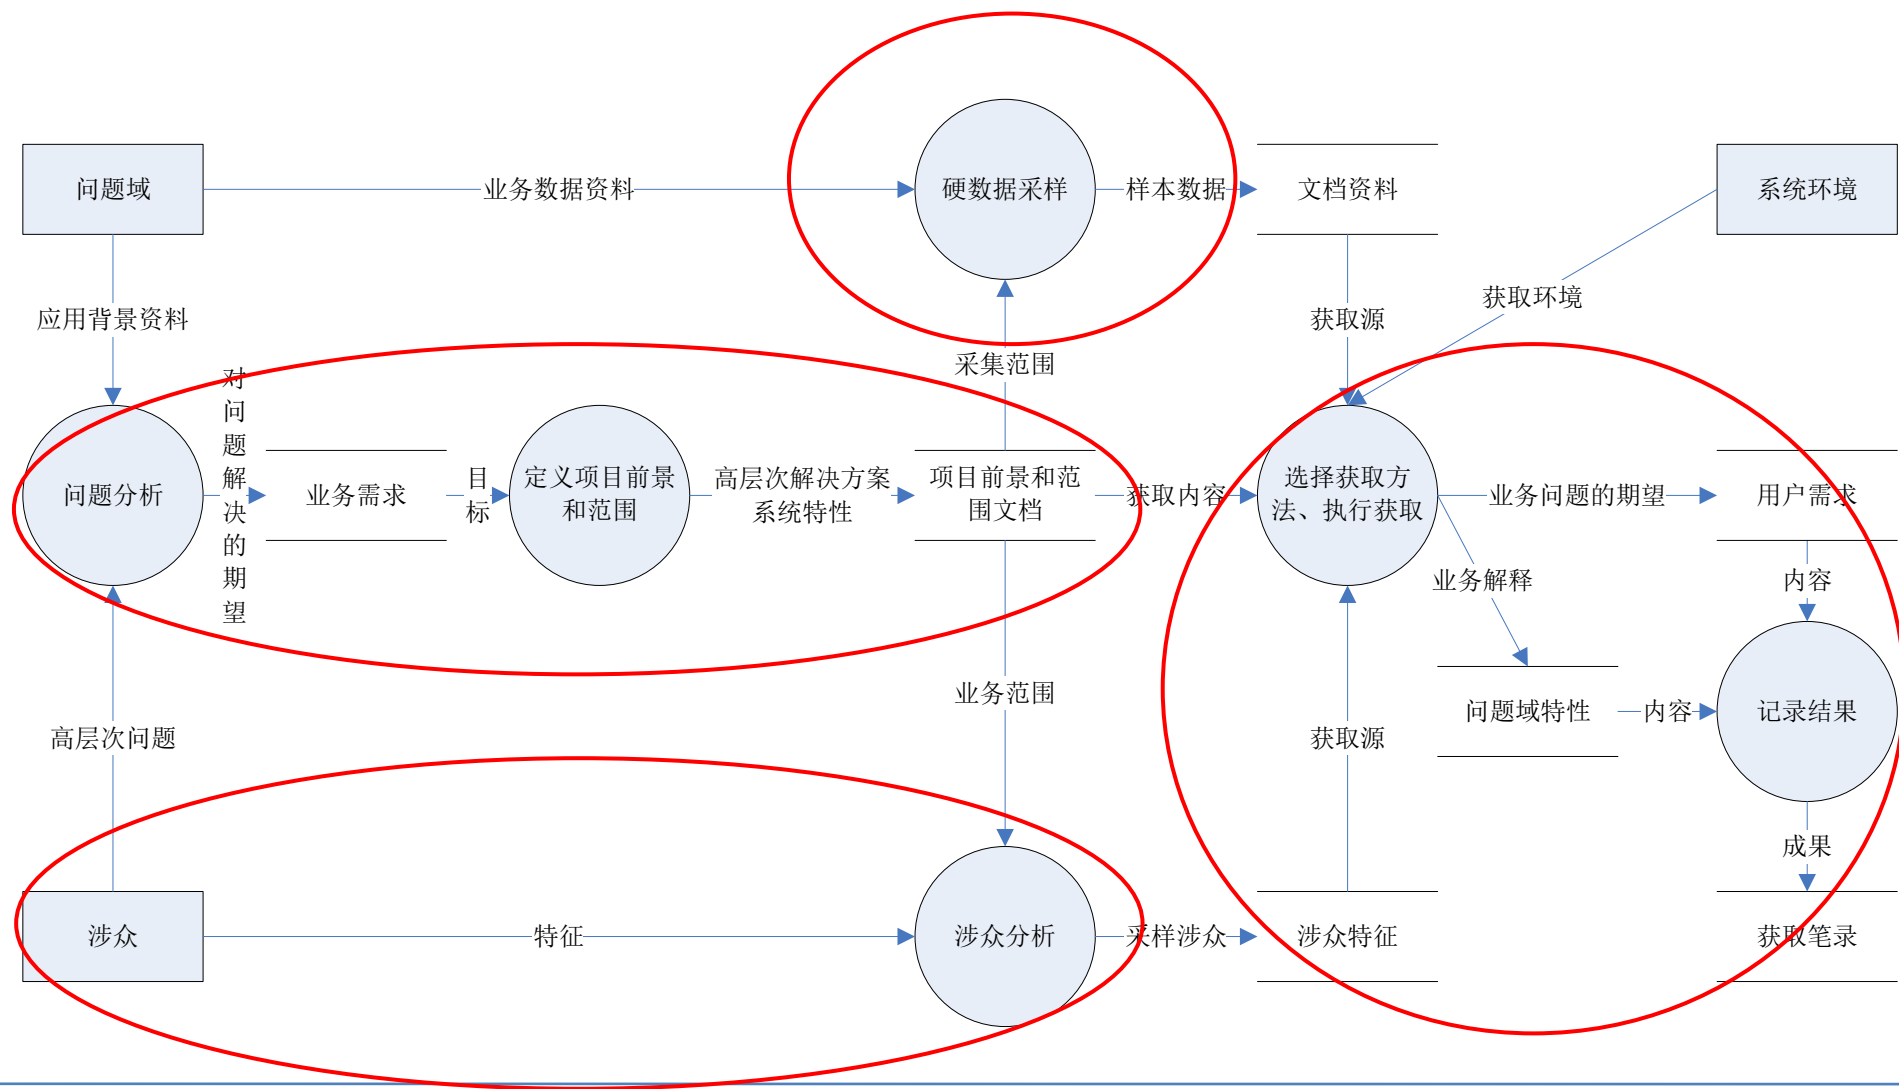 问题域
业务数据资料
硬数据采样
样本数据
文档资料
系统环境
应用背景资料
获取源
获取环境
采集范围
问题分析
对
问
题
解
决
的
期
望
业务需求
目
标
定义项目前景
和范围
高层次解决方案
系统特性
项目前景和范
围文档
获取内容
选择获取方
法、执行获取
业务问题的期望
用户需求
业务解释
内容
业务范围
高层次问题
获取源
问题域特性
内容
记录结果
成果
涉众
特征
涉众分析
采样涉众
涉众特征
获取笔录